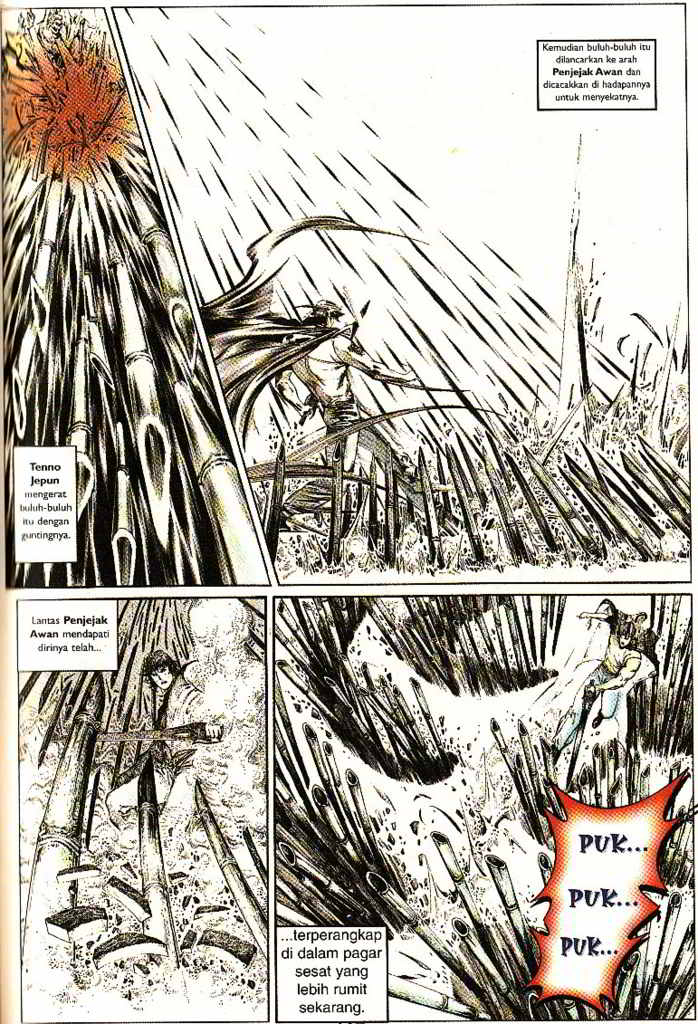 Tenno
Jepun
mengerat
buluh-buluh
itu dengan
guntingnya.
Kemudian buluh-buluh itu
dilancarkan ke arah
Penjejak Awan dan
dicacakkan di hadapannya
untuk menyekatnya.
Lantas Penjejak
Awan mendapati
dirinya telah...
...terperangkap
di dalam pagar
sesat yang
lebih rumit
sekarang.
PUK...
PUK...
PUK...